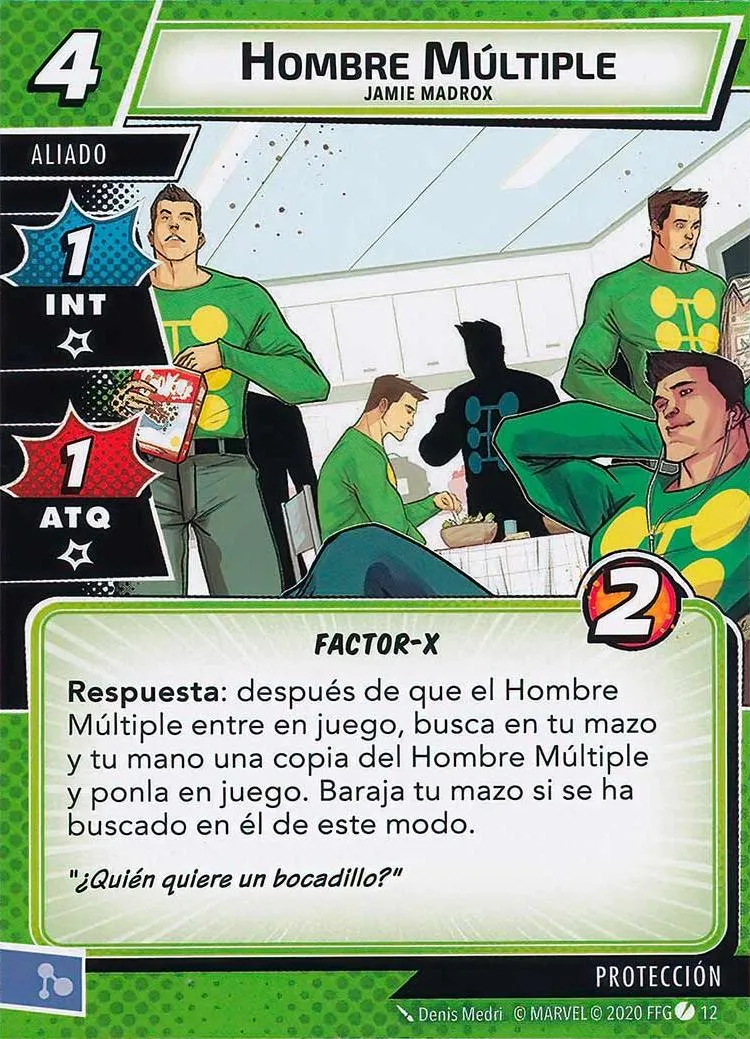 4
HOMBRE MÚLTIPLE
JAMIE MADROX
ALIADO
1
INT
1
ATQ
2
FACTOR-X
Respuesta: después de que el Hombre
Múltiple entre en juego, busca en tu mazo
y tu mano una copia del Hombre Múltiple
y ponla en juego. Baraja tu mazo si se ha
buscado en él de este modo.
"¿Quién quiere un bocadillo?"
PROTECCIÓN
Denis Medri © MARVEL © 2020 FFG 12